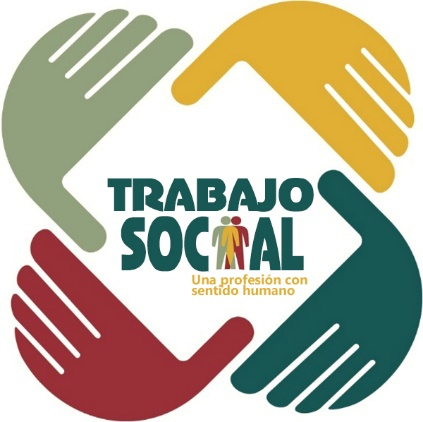 TRABAJO
SOCIAL
Una profesión con
sentido humano